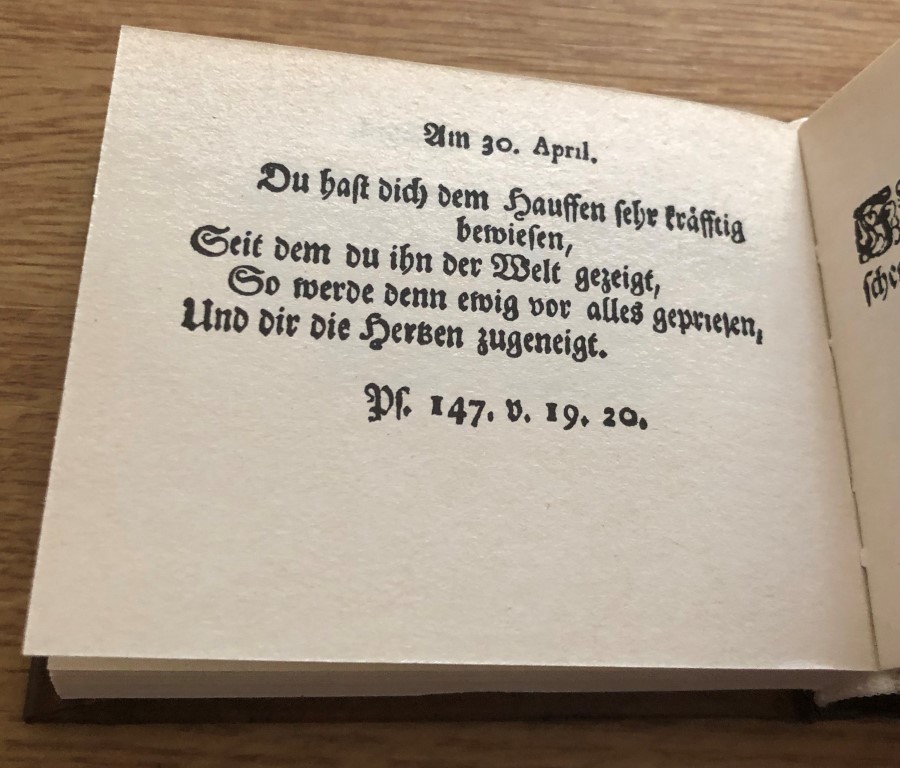 Am 30. April.
Du haſt dich dem Hauffen ſehr kräfftig
bewieſen,
Seit dem du ihn der Welt gezeigt,
So werde denn ewig vor alles geprieſen,
Und dir die Hertzen zugeneigt.
Pſ. 147. v. 19. 20.
ſche